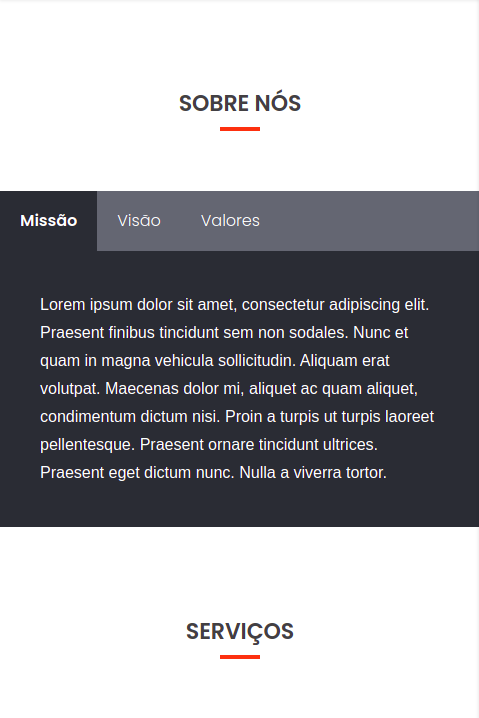 SOBRE NÓS
Missão Visão Valores
Lorem ipsum dolor sit amet, consectetur adipiscing elit.
Praesent finibus tincidunt sem non sodales. Nunc et
quam in magna vehicula sollicitudin. Aliquam erat
volutpat. Maecenas dolor mi, aliquet ac quam aliquet,
condimentum dictum nisi. Proin a turpis ut turpis laoreet
pellentesque. Praesent ornare tincidunt ultrices.
Praesent eget dictum nunc. Nulla a viverra tortor.
SERVIÇOS